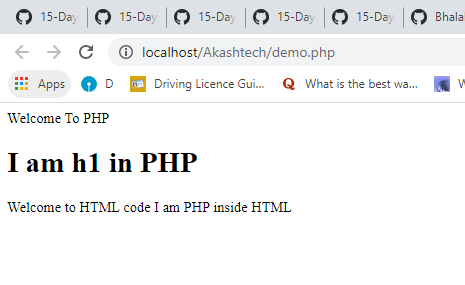 15-Day 15-Day 15-Day 15-Day 15-Day Bhala
localhost/Akashtech/demo.php
Apps D Driving Licence Gui... Q What is the best wa... W
Welcome To PHP
I am h1 in PHP
Welcome to HTML code I am PHP inside HTML